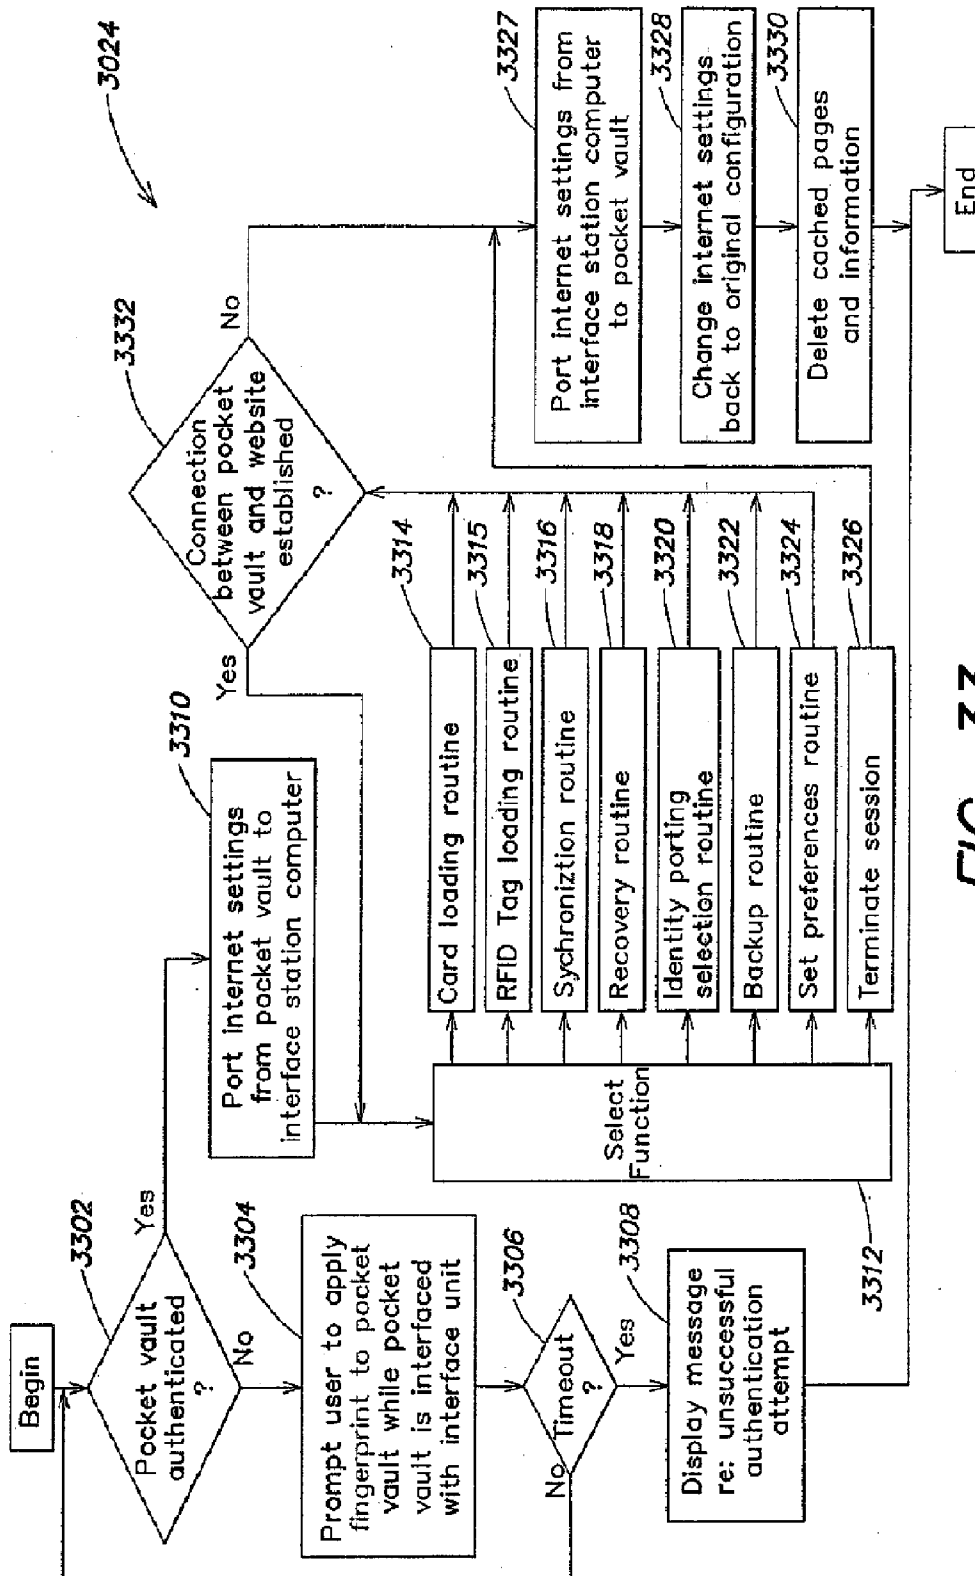 3024
Begin
3302
Pocket vault
authenticated
?
Yes
No
3304
Prompt user to apply
fingerprint to pocket
vault while pocket
vault is interfaced
with interface unit
3306
Timeout
?
No
Yes
3308
Display message
re: unsuccessful
authentication
attempt
3310
Port internet settings
from pocket vault to
interface station computer
3312
Select
Function
3314
Card loading routine
3315
RFID Tag loading routine
3316
Sychroniztion routine
3318
Recovery routine
3320
Identity porting
selection routine
3322
Backup routine
3324
Set preferences routine
3326
Terminate session
3332
Connection
between pocket
vault and website
established
?
Yes
No
3327
Port internet settings from
interface station computer
to pocket vault
3328
Change internet settings
back to original configuration
3330
Delete cached pages
and information
End
FIG. 33